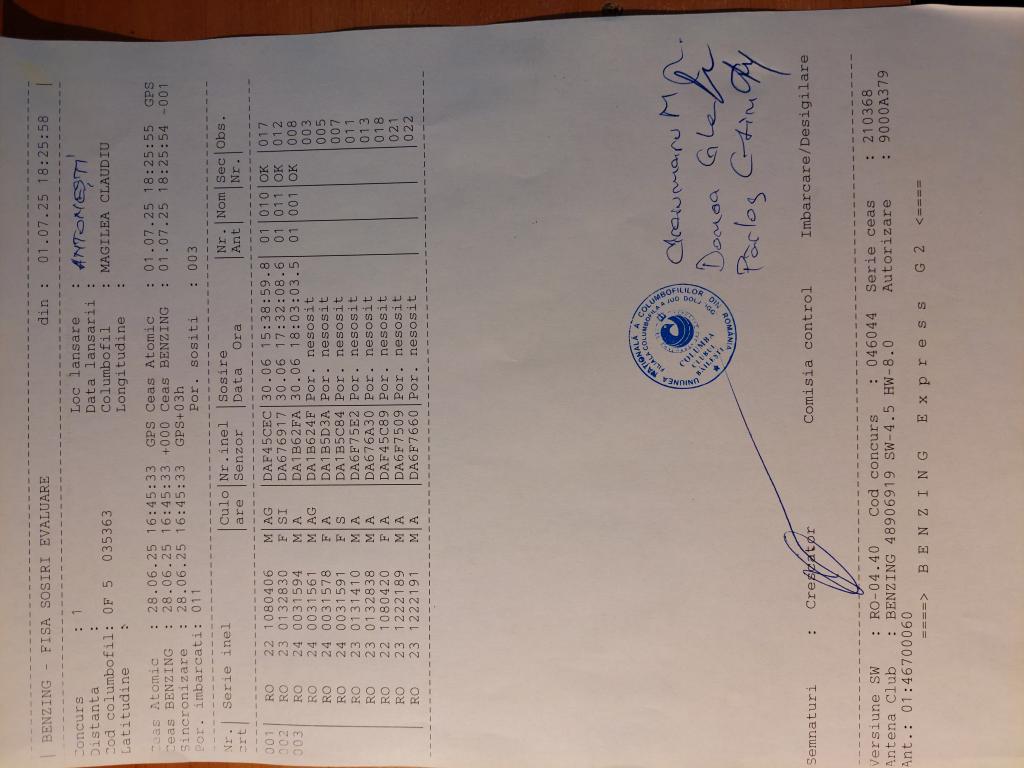 | BENZING - FISA SOSIRI EVALUARE din : 01.07.25 18:25:58 |
Concurs : 1 Loc lansare : ANTONEȘTI
Distanta : Data lansarii :
Cod columbofil: 0F 5 035363 Columbofil : MAGILEA CLAUDIU
Latitudine : Longitudine :
Ceas Atomic : 28.06.25 16:45:33 GPS Ceas Atomic : 01.07.25 18:25:55 GPS
Ceas BENZING : 28.06.25 16:45:33 +000 Ceas BENZING : 01.07.25 18:25:54 -001
Sincronizare : 28.06.25 16:45:33 GPS+03h
Por. imbarcati: 011 Por. sositi : 003
Nr.| Serie inel |Culo|Nr.inel |Sosire |Nr. |Nom|Sec|Obs.
crt| |are |Senzor |Data Ora |Ant | |Nr.|
001 | RO 22 1080406 M AG |DAF45CEC|30.06 15:38:59.8|01 010|OK |017
002 | RO 23 0132830 F SI |DA676917|30.06 17:32:08.6|01 011|OK |012
003 | RO 24 0031594 M A |DA1B62FA|30.06 18:03:03.5|01 001|OK |008
RO 24 0031561 M AG |DA1B624F|Por. nesosit | | |003
RO 24 0031578 F A |DA1B5D3A|Por. nesosit | | |005
RO 24 0031591 F S |DA1B5C84|Por. nesosit | | |007
RO 23 0131410 M A |DA6F75E2|Por. nesosit | | |011
RO 23 0132838 M A |DA676A30|Por. nesosit | | |013
RO 22 1080420 F A |DAF45C89|Por. nesosit | | |018
RO 23 1222189 M A |DA6F7509|Por. nesosit | | |021
RO 23 1222191 M A |DA6F7660|Por. nesosit | | |022
UNIUNEA NATIONALA A COLUMBOFILILOR DIN ROMANIA
FILIALA COLUMBOFILA A JUD DOLJ
COLUMBA
CLUBUL
BAILESTI
Semnaturi : Crescator Comisia control Imbarcare/Desigilare
Versiune SW : RO-04.40 Cod concurs : 046044 Serie ceas : 210368
Antena Club : BENZING 48906919 SW-4.5 HW-8.0 Autorizare : 9000A379
Ant.: 01:46700060
====> B E N Z I N G E x p r e s s G 2 <====